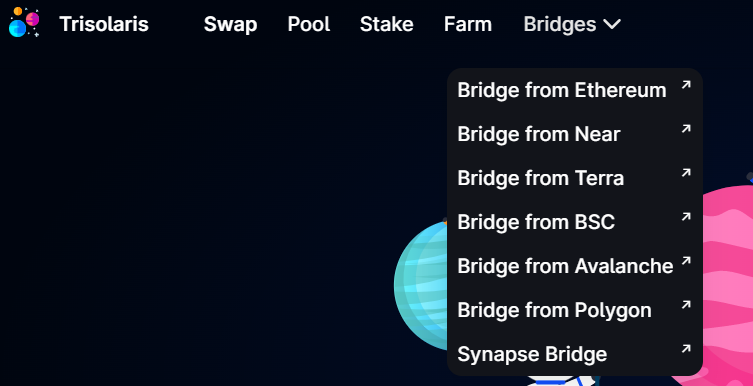 Trisolaris Swap Pool Stake Farm Bridges
Bridge from Ethereum
Bridge from Near
Bridge from Terra
Bridge from BSC
Bridge from Avalanche
Bridge from Polygon
Synapse Bridge